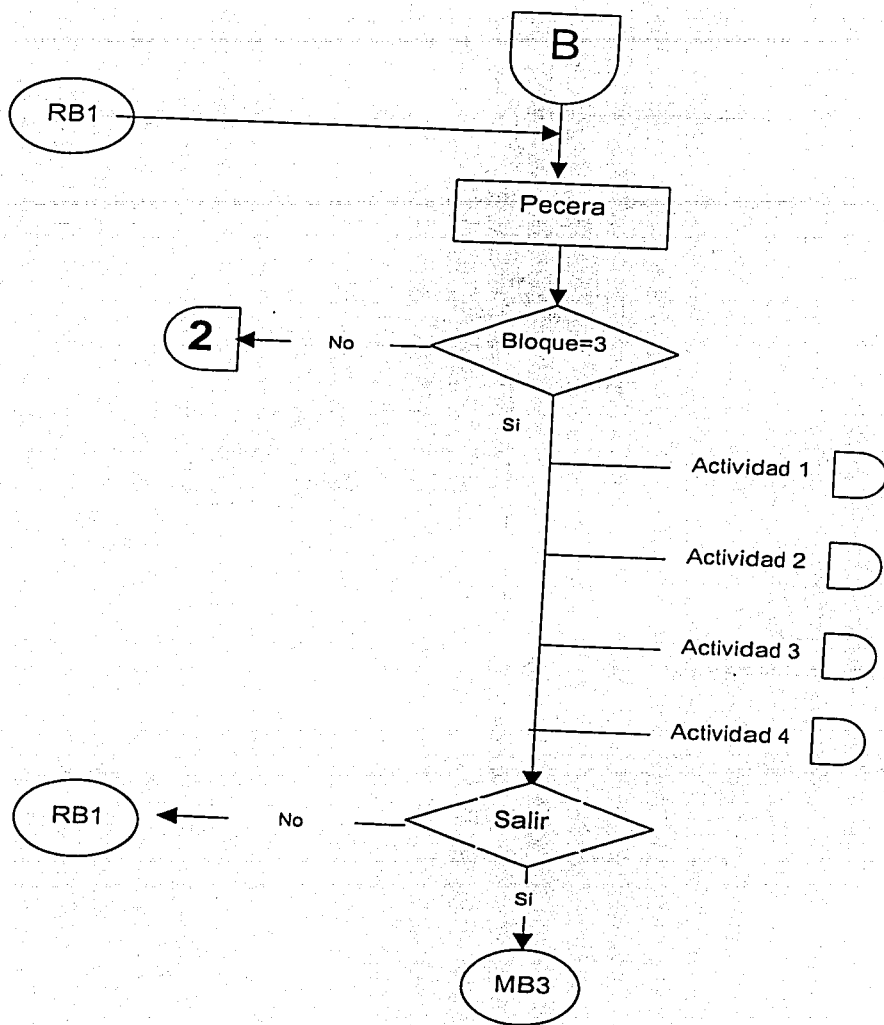 B
RB1
Pecera
Bloque=3
No
2
Si
Actividad 1
Actividad 2
Actividad 3
Actividad 4
Salir
No
RB1
Si
MB3